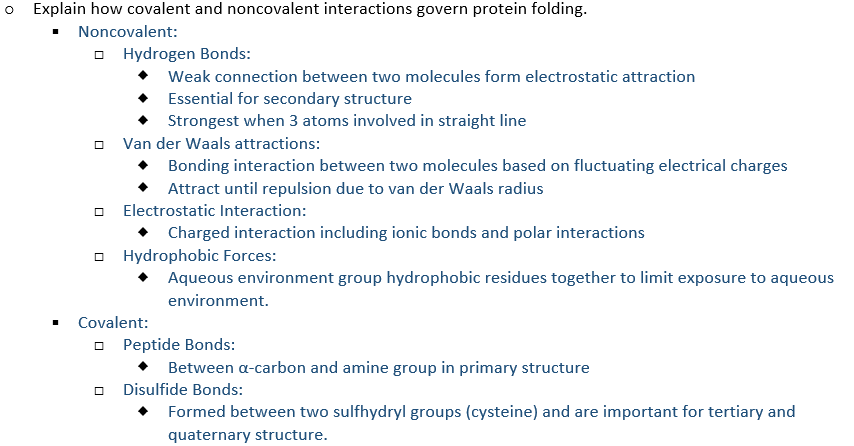 Explain how covalent and noncovalent interactions govern protein folding.
Noncovalent:
Hydrogen Bonds:
Weak connection between two molecules form electrostatic attraction
Essential for secondary structure
Strongest when 3 atoms involved in straight line
Van der Waals attractions:
Bonding interaction between two molecules based on fluctuating electrical charges
Attract until repulsion due to van der Waals radius
Electrostatic Interaction:
Charged interaction including ionic bonds and polar interactions
Hydrophobic Forces:
Aqueous environment group hydrophobic residues together to limit exposure to aqueous
environment.
Covalent:
Peptide Bonds:
Between α-carbon and amine group in primary structure
Disulfide Bonds:
Formed between two sulfhydryl groups (cysteine) and are important for tertiary and
quaternary structure.